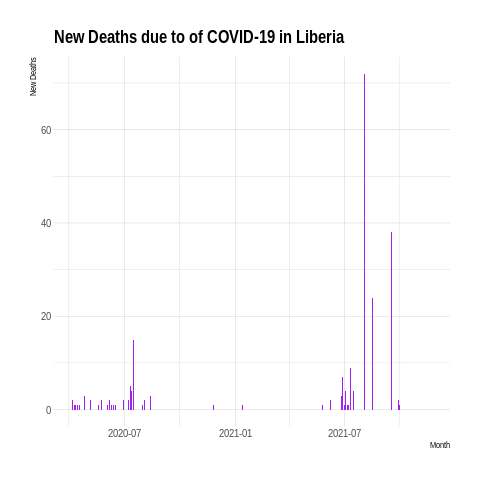 New Deaths due to of COVID-19 in Liberia
New Deaths
60
40
20
0
2020-07
2021-01
2021-07
Month